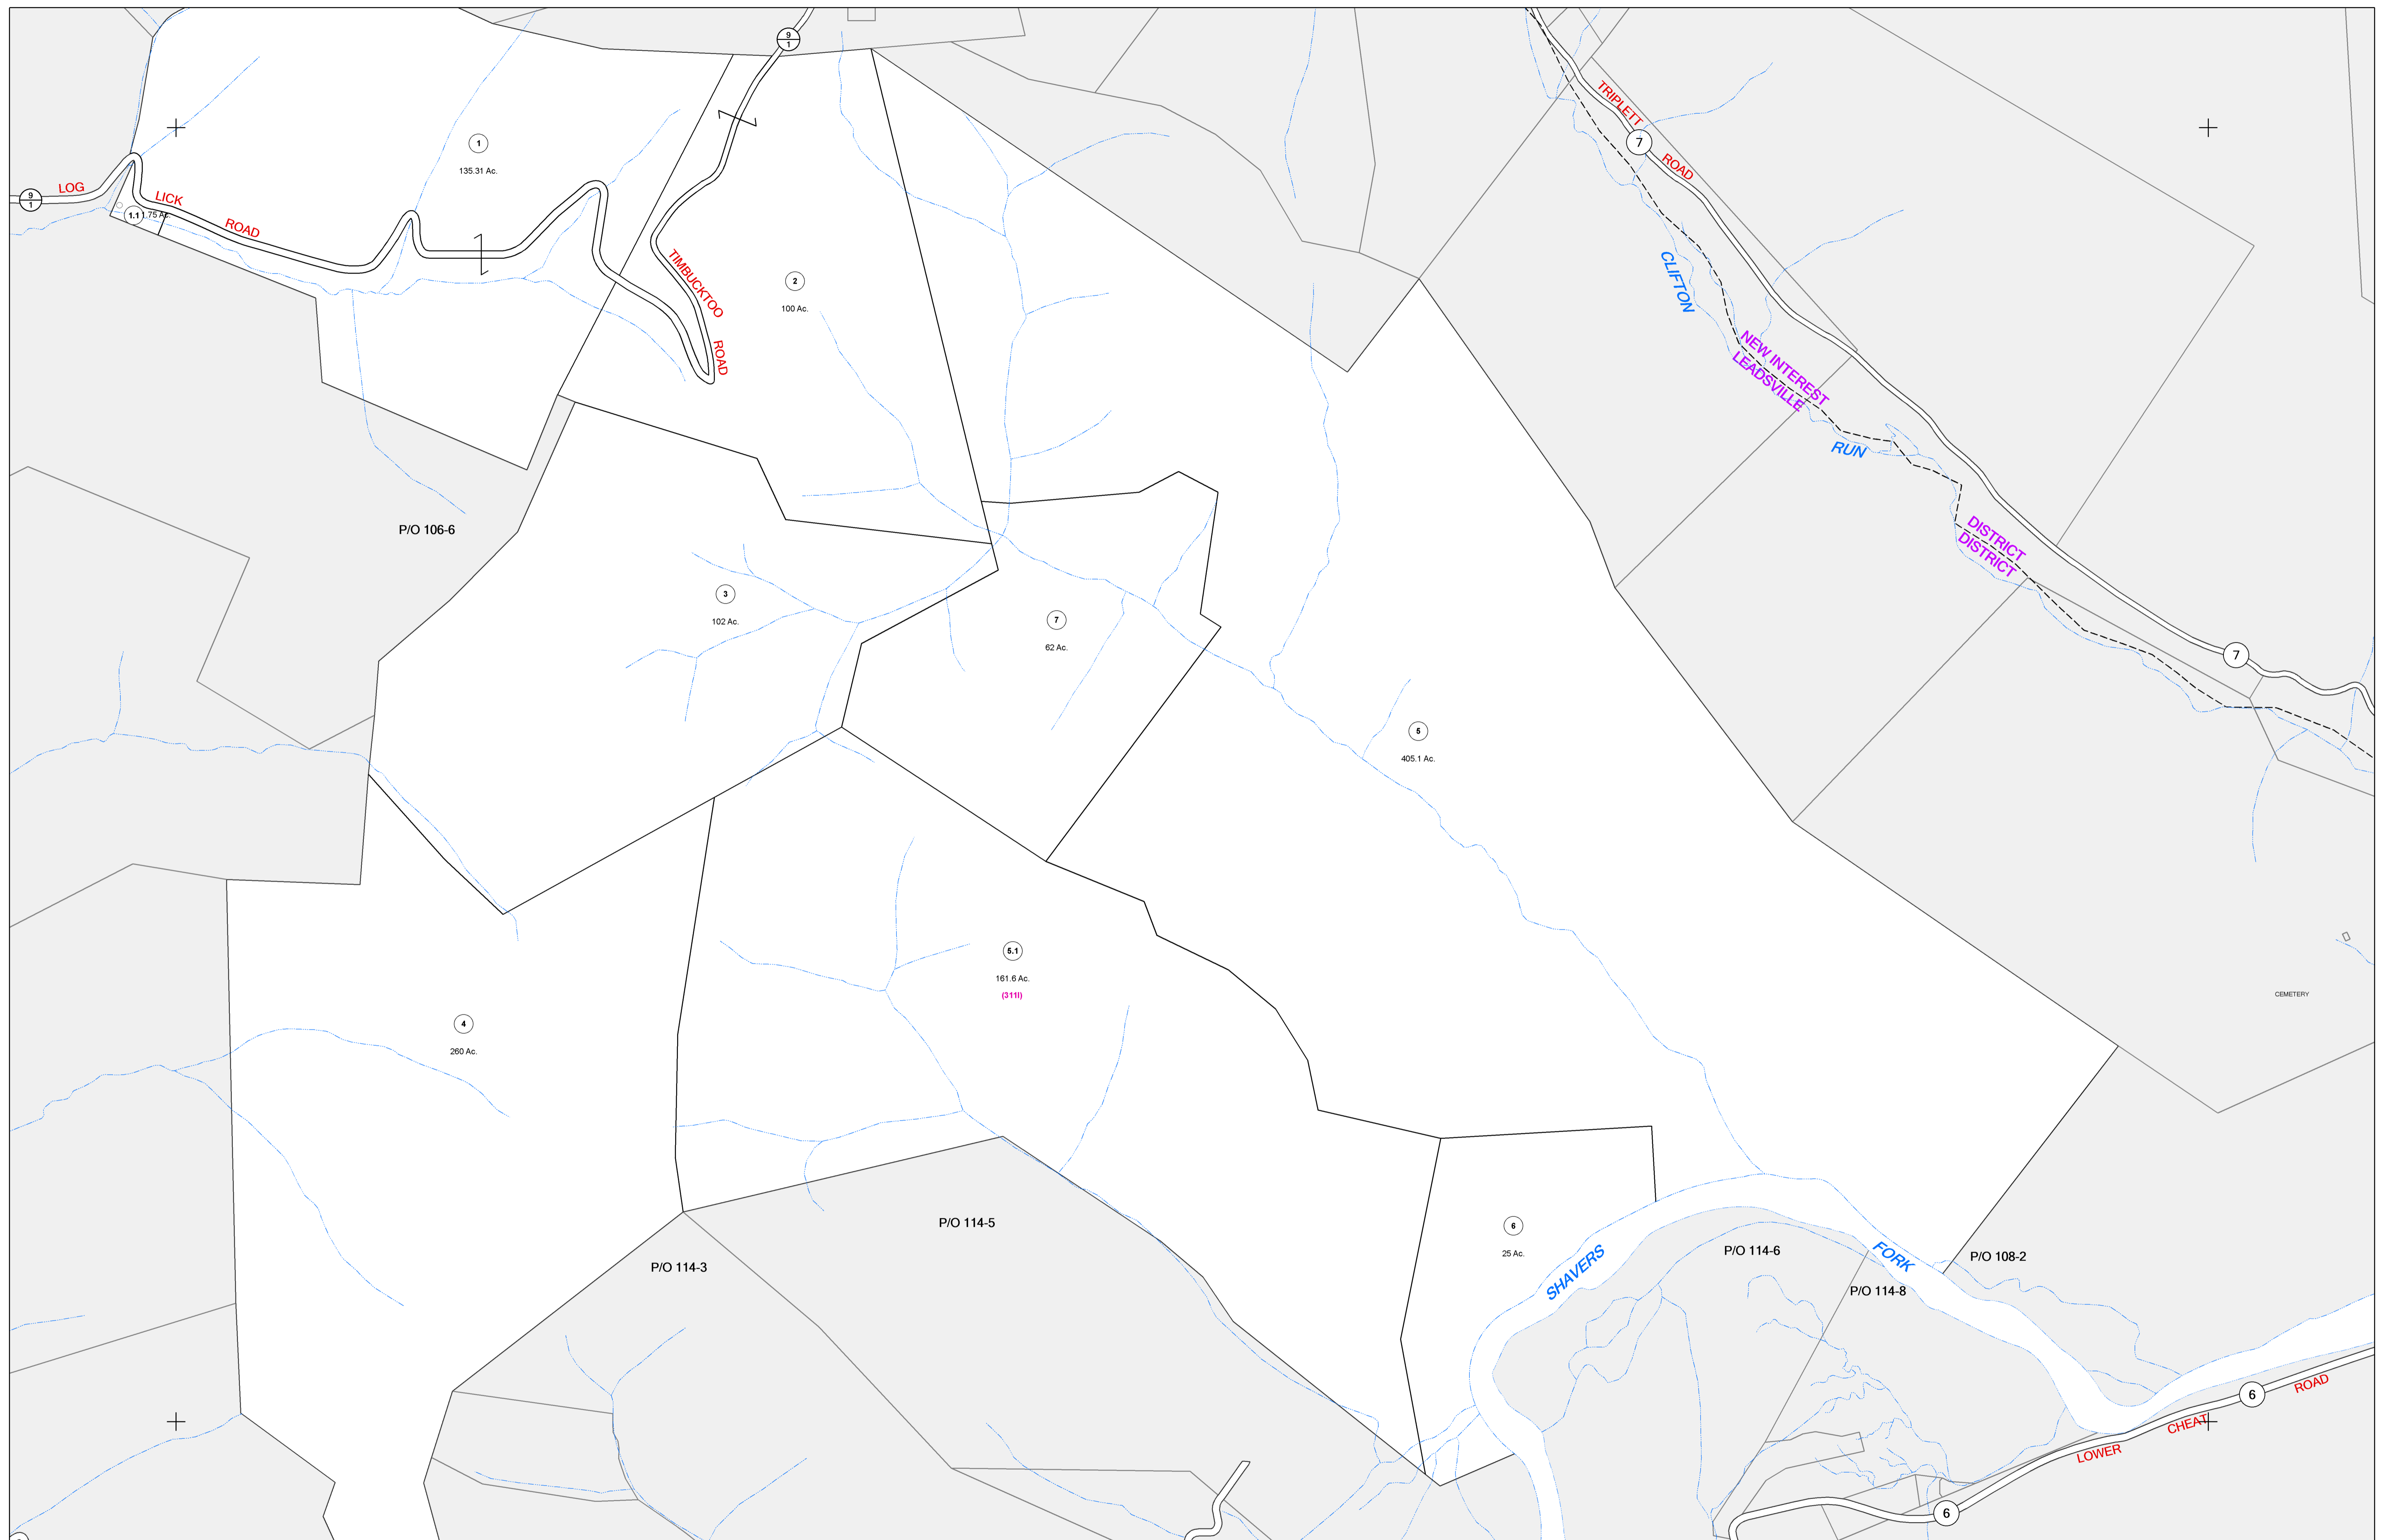 9
1
TRIPLETT
7
ROAD
1
135.31 Ac.
9
1
LOG
LICK
ROAD
1.1
1.75 Ac.
TIMBUCKTOO
ROAD
2
100 Ac.
CLIFTON
RUN
NEW INTEREST
LEADSVILLE
DISTRICT
DISTRICT
P/O 106-6
3
102 Ac.
7
62 Ac.
7
5
405.1 Ac.
5.1
161.6 Ac.
(311I)
CEMETERY
4
260 Ac.
P/O 114-5
P/O 114-3
6
25 Ac.
SHAVERS
FORK
P/O 114-6
P/O 108-2
P/O 114-8
6
ROAD
CHEAT
LOWER
6